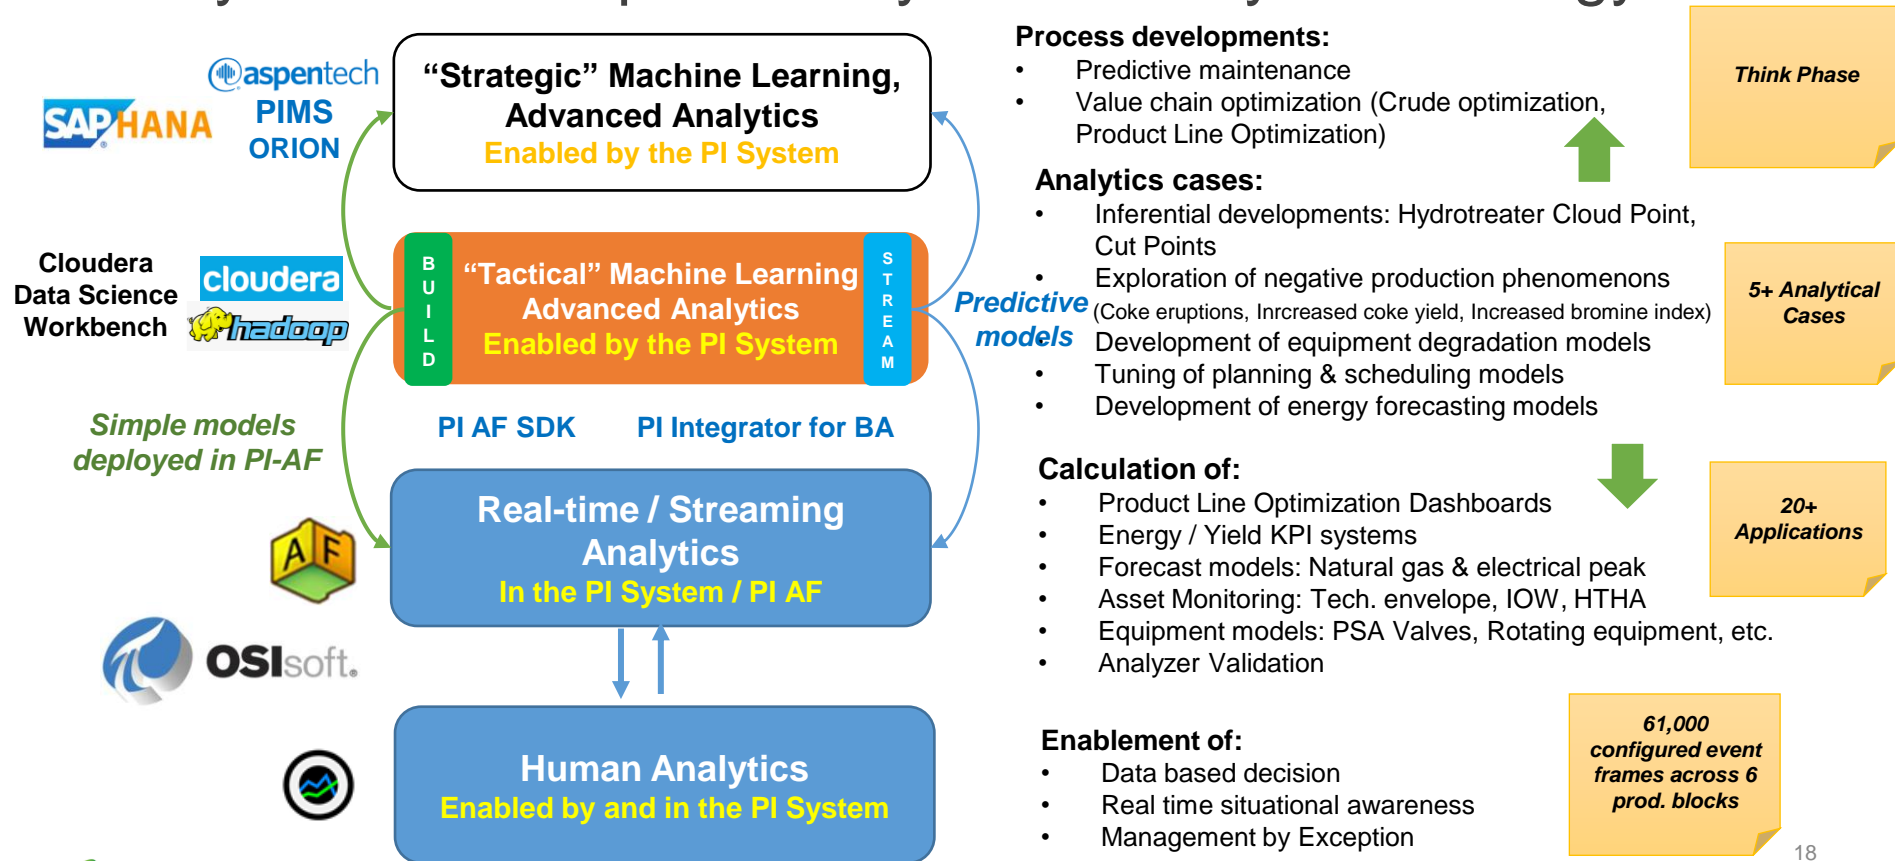 Process developments:
• Predictive maintenance
• Value chain optimization (Crude optimization,
Product Line Optimization)
Think Phase
aspentech
PIMS
ORION
SAP HANA
“Strategic” Machine Learning,
Advanced Analytics
Enabled by the PI System
Analytics cases:
• Inferential developments: Hydrotreater Cloud Point,
Cut Points
• Exploration of negative production phenomenons
(Coke eruptions, Inrcreased coke yield, Increased bromine index)
• Development of equipment degradation models
• Tuning of planning & scheduling models
• Development of energy forecasting models
5+ Analytical
Cases
Cloudera
Data Science
Workbench
cloudera
hadoop
BUILD
“Tactical” Machine Learning
Advanced Analytics
Enabled by the PI System
STREAM
Predictive
models
Simple models
deployed in PI-AF
PI AF SDK
PI Integrator for BA
Calculation of:
• Product Line Optimization Dashboards
• Energy / Yield KPI systems
• Forecast models: Natural gas & electrical peak
• Asset Monitoring: Tech. envelope, IOW, HTHA
• Equipment models: PSA Valves, Rotating equipment, etc.
• Analyzer Validation
20+
Applications
AF
OSIsoft.
Real-time / Streaming
Analytics
In the PI System / PI AF
Human Analytics
Enabled by and in the PI System
Enablement of:
• Data based decision
• Real time situational awareness
• Management by Exception
61,000
configured event
frames across 6
prod. blocks
18